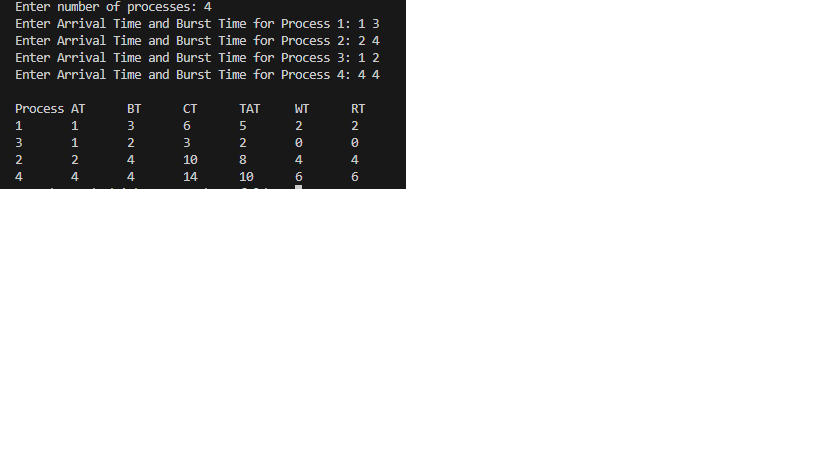 Enter number of processes: 4
Enter Arrival Time and Burst Time for Process 1: 1 3
Enter Arrival Time and Burst Time for Process 2: 2 4
Enter Arrival Time and Burst Time for Process 3: 1 2
Enter Arrival Time and Burst Time for Process 4: 4 4
Process AT BT CT TAT WT RT
1 1 3 6 5 2 2
3 1 2 3 2 0 0
2 2 4 10 8 4 4
4 4 4 14 10 6 6